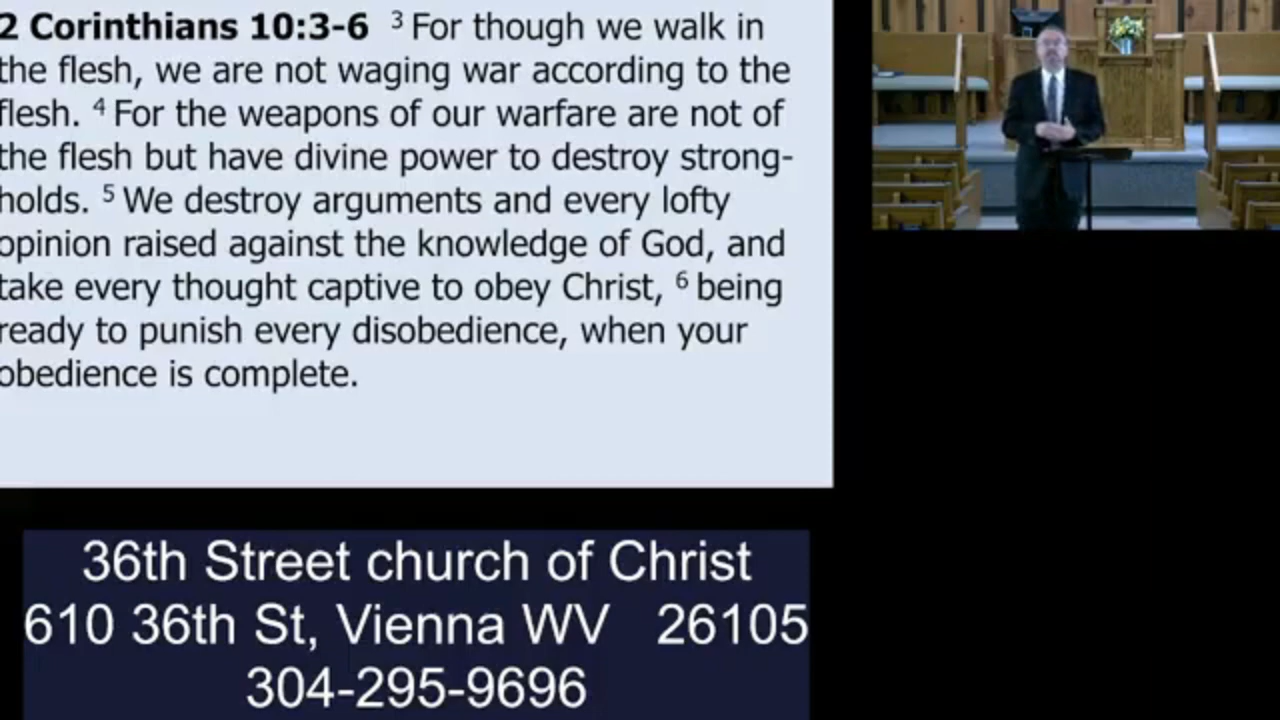 2 Corinthians 10:3-6 ³ For though we walk in
the flesh, we are not waging war according to the
flesh. ⁴ For the weapons of our warfare are not of
the flesh but have divine power to destroy strong-
holds. ⁵ We destroy arguments and every lofty
opinion raised against the knowledge of God, and
take every thought captive to obey Christ, ⁶ being
ready to punish every disobedience, when your
obedience is complete.
36th Street church of Christ
610 36th St, Vienna WV 26105
304-295-9696